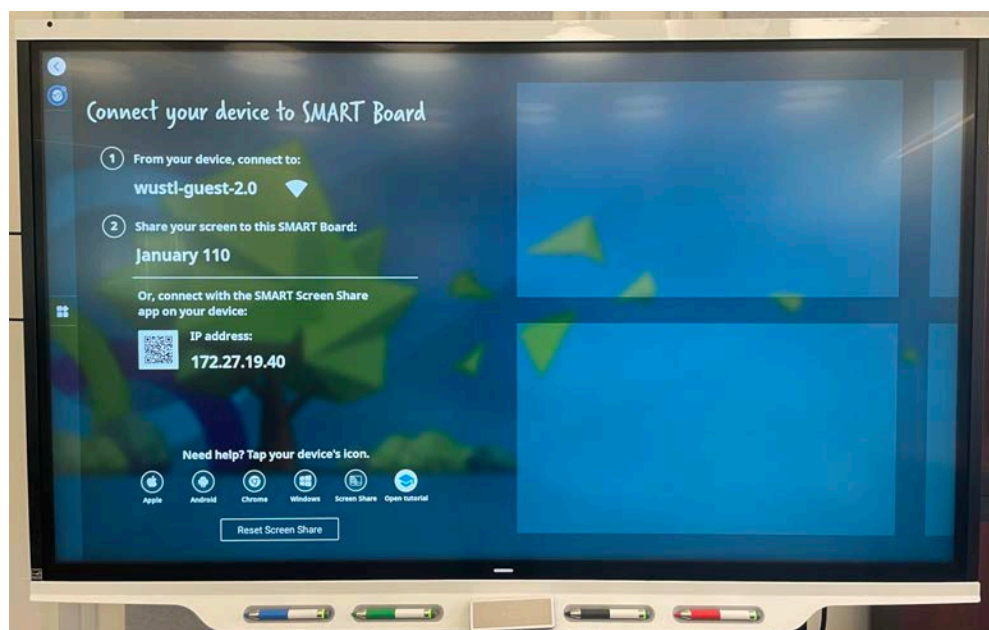 Connect your device to SMART Board
1 From your device, connect to:
wustl-guest-2.0
2 Share your screen to this SMART Board:
January 110
Or, connect with the SMART Screen Share
app on your device:
IP address:
172.27.19.40
Need help? Tap your device's icon.
Apple Android Chrome Windows Screen Share Open tutorial
Reset Screen Share